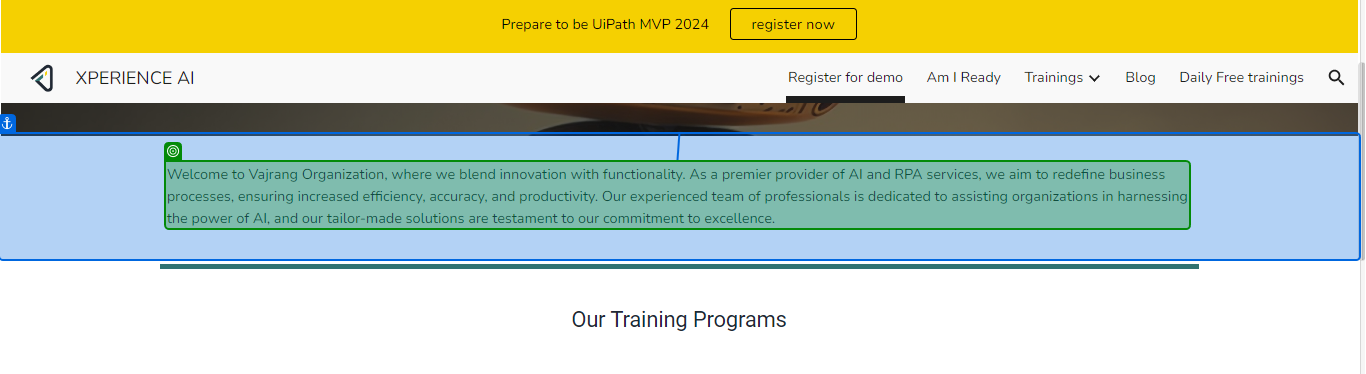 Prepare to be UiPath MVP 2024 register now
XPERIENCE AI Register for demo Am I Ready Trainings Blog Daily Free trainings
Welcome to Vajrang Organization, where we blend innovation with functionality. As a premier provider of AI and RPA services, we aim to redefine business
processes, ensuring increased efficiency, accuracy, and productivity. Our experienced team of professionals is dedicated to assisting organizations in harnessing
the power of AI, and our tailor-made solutions are testament to our commitment to excellence.
Our Training Programs